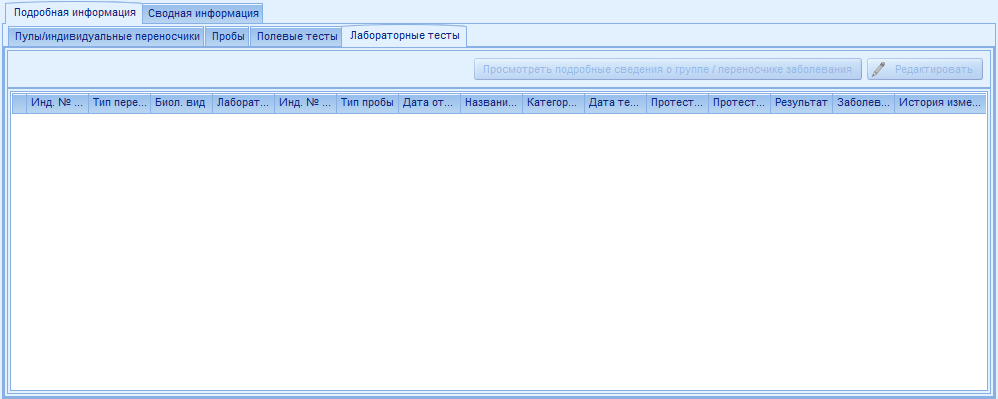 Подробная информация Сводная информация
Пулы/индивидуальные переносчики Пробы Полевые тесты Лабораторные тесты
Просмотреть подробные сведения о группе / переносчике заболевания Редактировать
Инд. № ... Тип пере... Биол. вид Лаборат... Инд. № ... Тип пробы Дата от... Названи... Категор... Дата те... Протест... Протест... Результат Заболев... История изме...